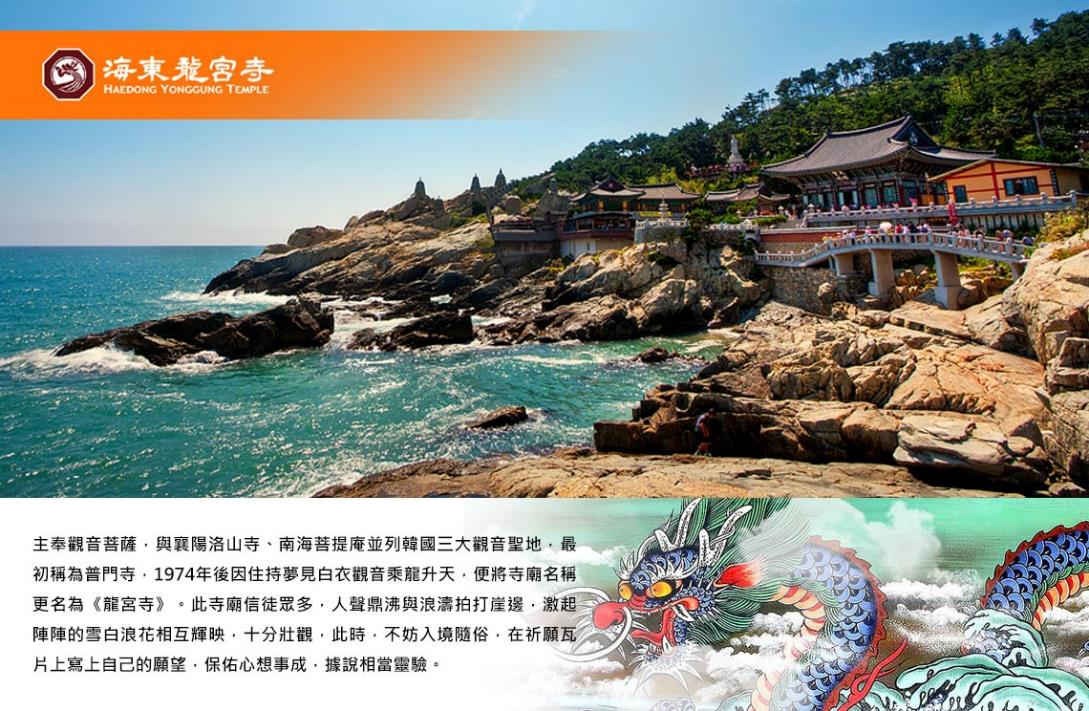 海東龍宮寺
HAEDONG YONGGUNG TEMPLE
主奉觀音菩薩，與襄陽洛山寺、南海菩提庵並列韓國三大觀音聖地，最
初稱為普門寺，1974年後因住持夢見白衣觀音乘龍升天，便將寺廟名稱
更名為《龍宮寺》。此寺廟信徒眾多，人聲鼎沸與浪濤拍打崖邊，激起
陣陣的雪白浪花相互輝映，十分壯觀，此時，不妨入境隨俗，在祈願瓦
片上寫上自己的願望，保佑心想事成，據說相當靈驗。